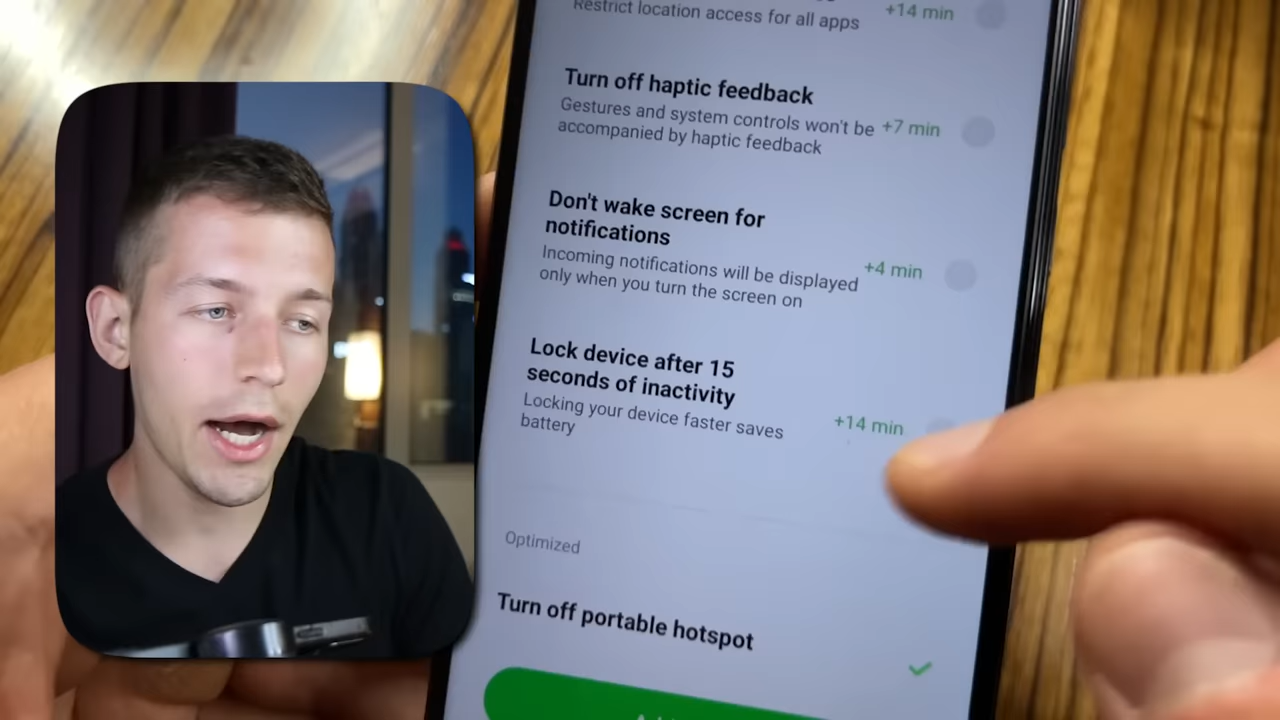 Restrict location access for all apps
+14 min
Turn off haptic feedback
Gestures and system controls won't be
accompanied by haptic feedback
+7 min
Don't wake screen for
notifications
Incoming notifications will be displayed
only when you turn the screen on
+4 min
Lock device after 15
seconds of inactivity
Locking your device faster saves
battery
+14 min
Optimized
Turn off portable hotspot